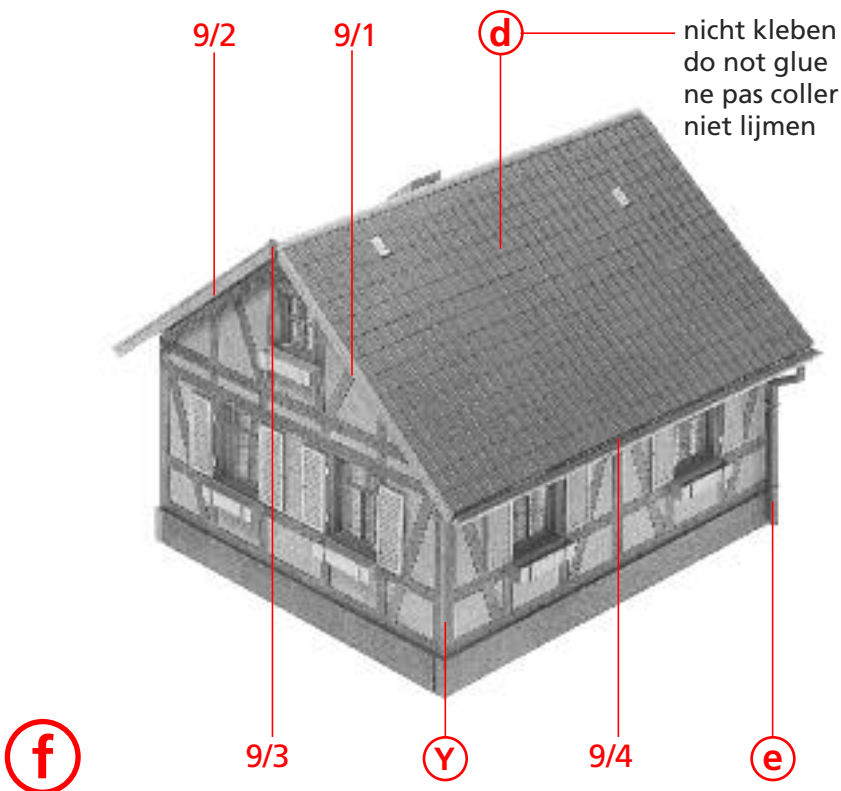 9/2
9/1
d
nicht kleben
do not glue
ne pas coller
niet lijmen
f
9/3
Y
9/4
e